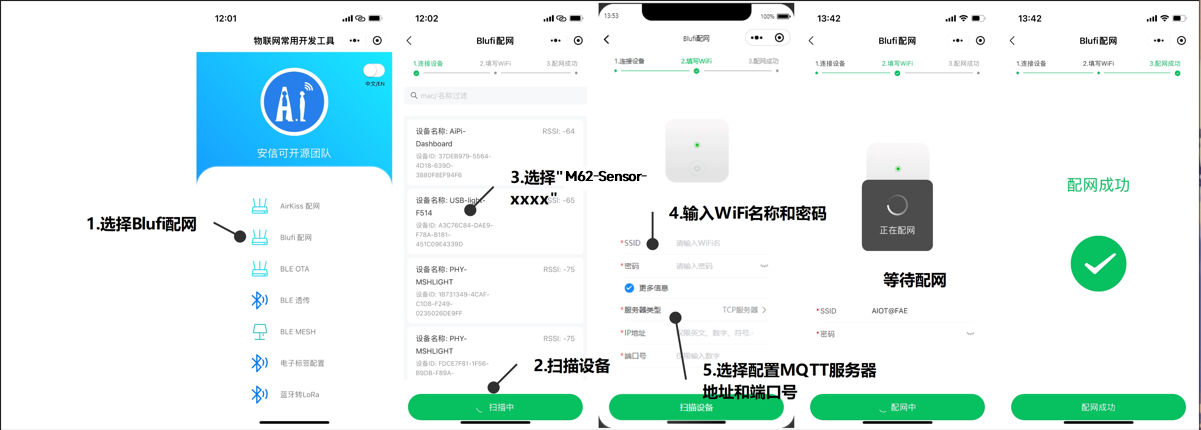 12:01
物联网常用开发工具
中文/EN
安信可开源团队
AirKiss 配网
Blufi 配网
BLE OTA
BLE 透传
BLE MESH
电子标签配置
蓝牙转LoRa
1.选择Blufi配网
12:02
Blufi配网
1.连接设备
2.填写WiFi
3.配网成功
mac/名称过滤
设备名称: AiPi-
Dashboard
RSSI: -64
设备ID: 37DEB979-5564-
4D18-639D-
3880FBEF94F6
设备名称: USB-light-
F514
RSSI: -65
设备ID: A3C76C84-OAE9-
F78A-B181-
451C09E4339D
设备名称: PHY-
MSHLIGHT
RSSI: -75
设备ID: 16731349-4CAF-
C1D8-F249-
0235026DE9FF
设备名称: PHY-
MSHLIGHT
RSSI: -75
设备ID: FOCE7F81-1F56-
B9D8-F89A-
扫描中
2.扫描设备
3.选择"M62-Sensor-
xxxx"
13:53
100%
Blufi配网
1.连接设备
2.填写WiFi
3.配网成功
4.输入WiFi名称和密码
*SSID
请输入WiFi名
*密码
请输入密码
更多信息
*服务器类型
TCP服务器
*IP地址
仅限英文、数字、符号.-
*端口号
仅限输入数字
5.选择配置MQTT服务器
地址和端口号
扫描设备
13:42
Blufi配网
1.连接设备
2.填写WiFi
3.配网成功
正在配网
等待配网
*SSID
AIOT@FAE
*密码
配网中
13:42
Blufi配网
1.连接设备
2.填写WiFi
3.配网成功
配网成功
配网成功